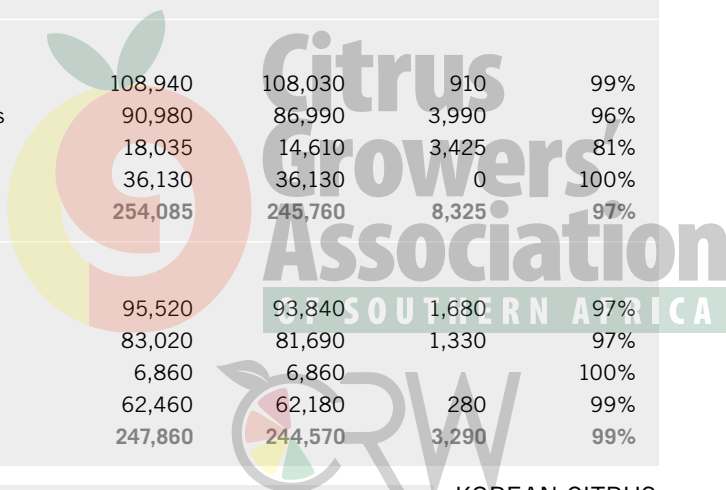 108,940 108,030 910 99%
s 90,980 86,990 3,990 96%
18,035 14,610 3,425 81%
36,130 36,130 0 100%
254,085 245,760 8,325 97%
95,520 93,840 1,680 97%
83,020 81,690 1,330 97%
6,860 6,860 100%
62,460 62,180 280 99%
247,860 244,570 3,290 99%
Citrus
Growers'
Association
OF SOUTHERN AFRICA
CRW
KOREAN CITRUS